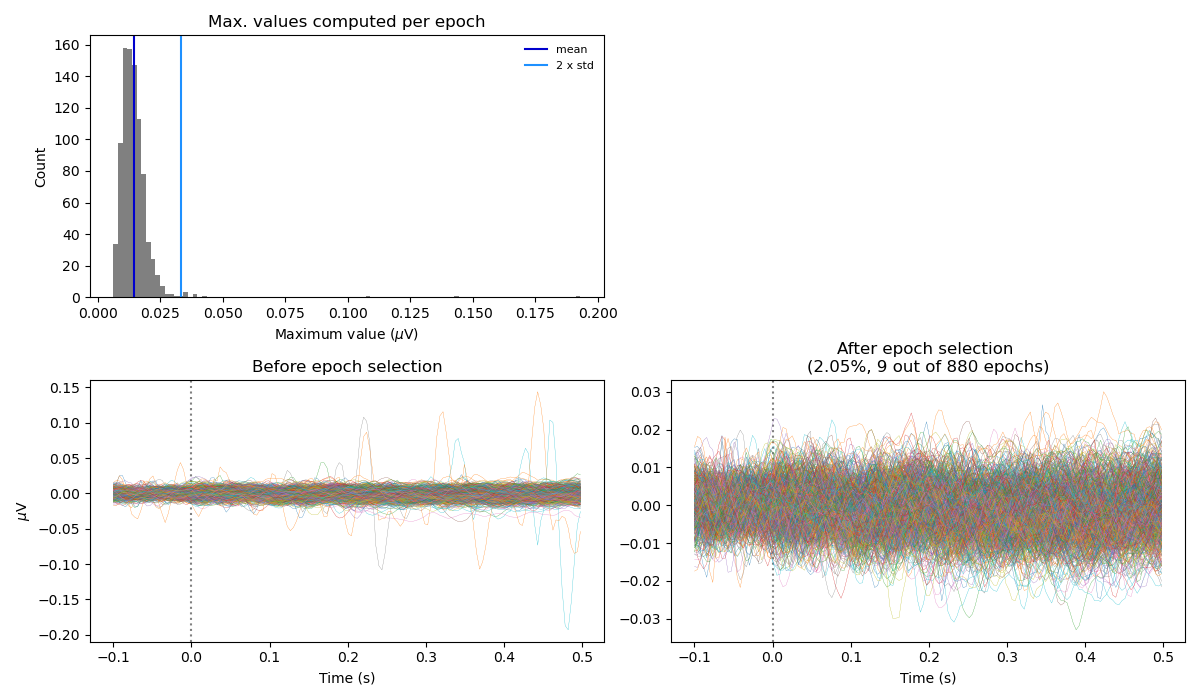 Max. values computed per epoch
160
140
120
100
80
60
40
20
0
Count
mean
2 x std
0.000 0.025 0.050 0.075 0.100 0.125 0.150 0.175 0.200
Maximum value (μV)
Before epoch selection
0.15
0.10
0.05
0.00
−0.05
−0.10
−0.15
−0.20
μV
−0.1 0.0 0.1 0.2 0.3 0.4 0.5
Time (s)
After epoch selection
(2.05%, 9 out of 880 epochs)
0.03
0.02
0.01
0.00
−0.01
−0.02
−0.03
−0.1 0.0 0.1 0.2 0.3 0.4 0.5
Time (s)